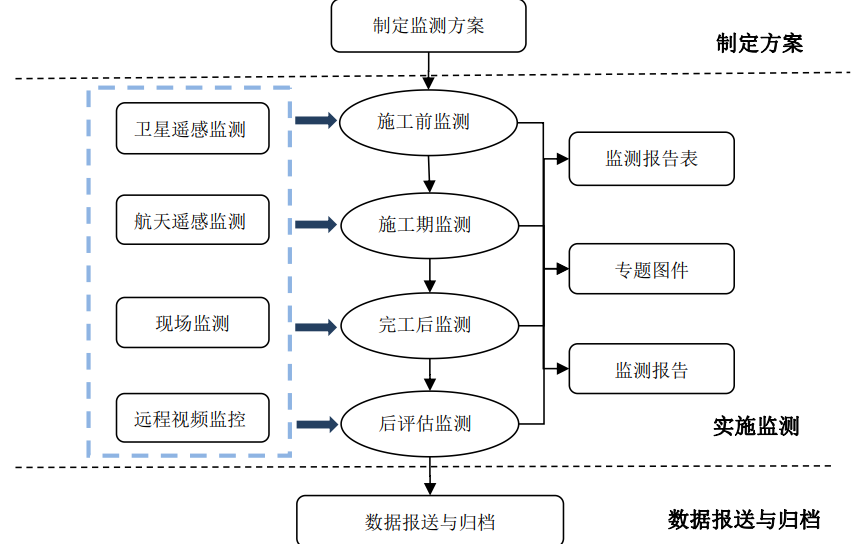 制定监测方案
制定方案
卫星遥感监测
施工前监测
监测报告表
航天遥感监测
施工期监测
专题图件
现场监测
完工后监测
监测报告
远程视频监控
后评估监测
实施监测
数据报送与归档
数据报送与归档